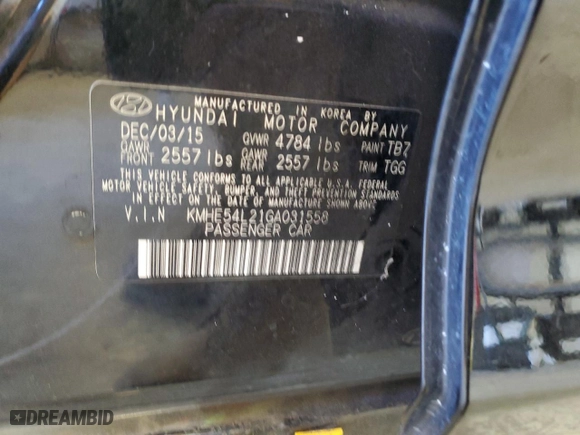 MANUFACTURED IN KOREA BY
HYUNDAI MOTOR COMPANY
DEC/03/15 GVWR 4784 lbs PAINT TB7
GAWR FRONT 2557 lbs GAWR REAR 2557 lbs TRIM TGG
THIS VEHICLE CONFORMS TO ALL APPLICABLE U.S.A. FEDERAL
MOTOR VEHICLE SAFETY, BUMPER, AND THEFT PREVENTION STANDARDS
IN EFFECT ON THE DATE OF MANUFACTURE SHOWN ABOVE.
V.I.N KMHE54L21GA031558
PASSENGER CAR
DREAMBID